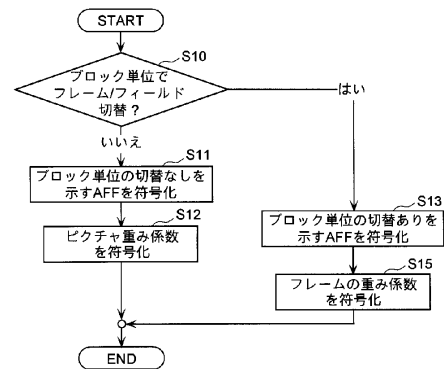 START
S10
ブロック単位で
フレーム/フィールド
切替？
はい
いいえ
S11
ブロック単位の切替なしを
示すAFFを符号化
S12
ピクチャ重み係数
を符号化
S13
ブロック単位の切替ありを
示すAFFを符号化
S15
フレームの重み係数
を符号化
END